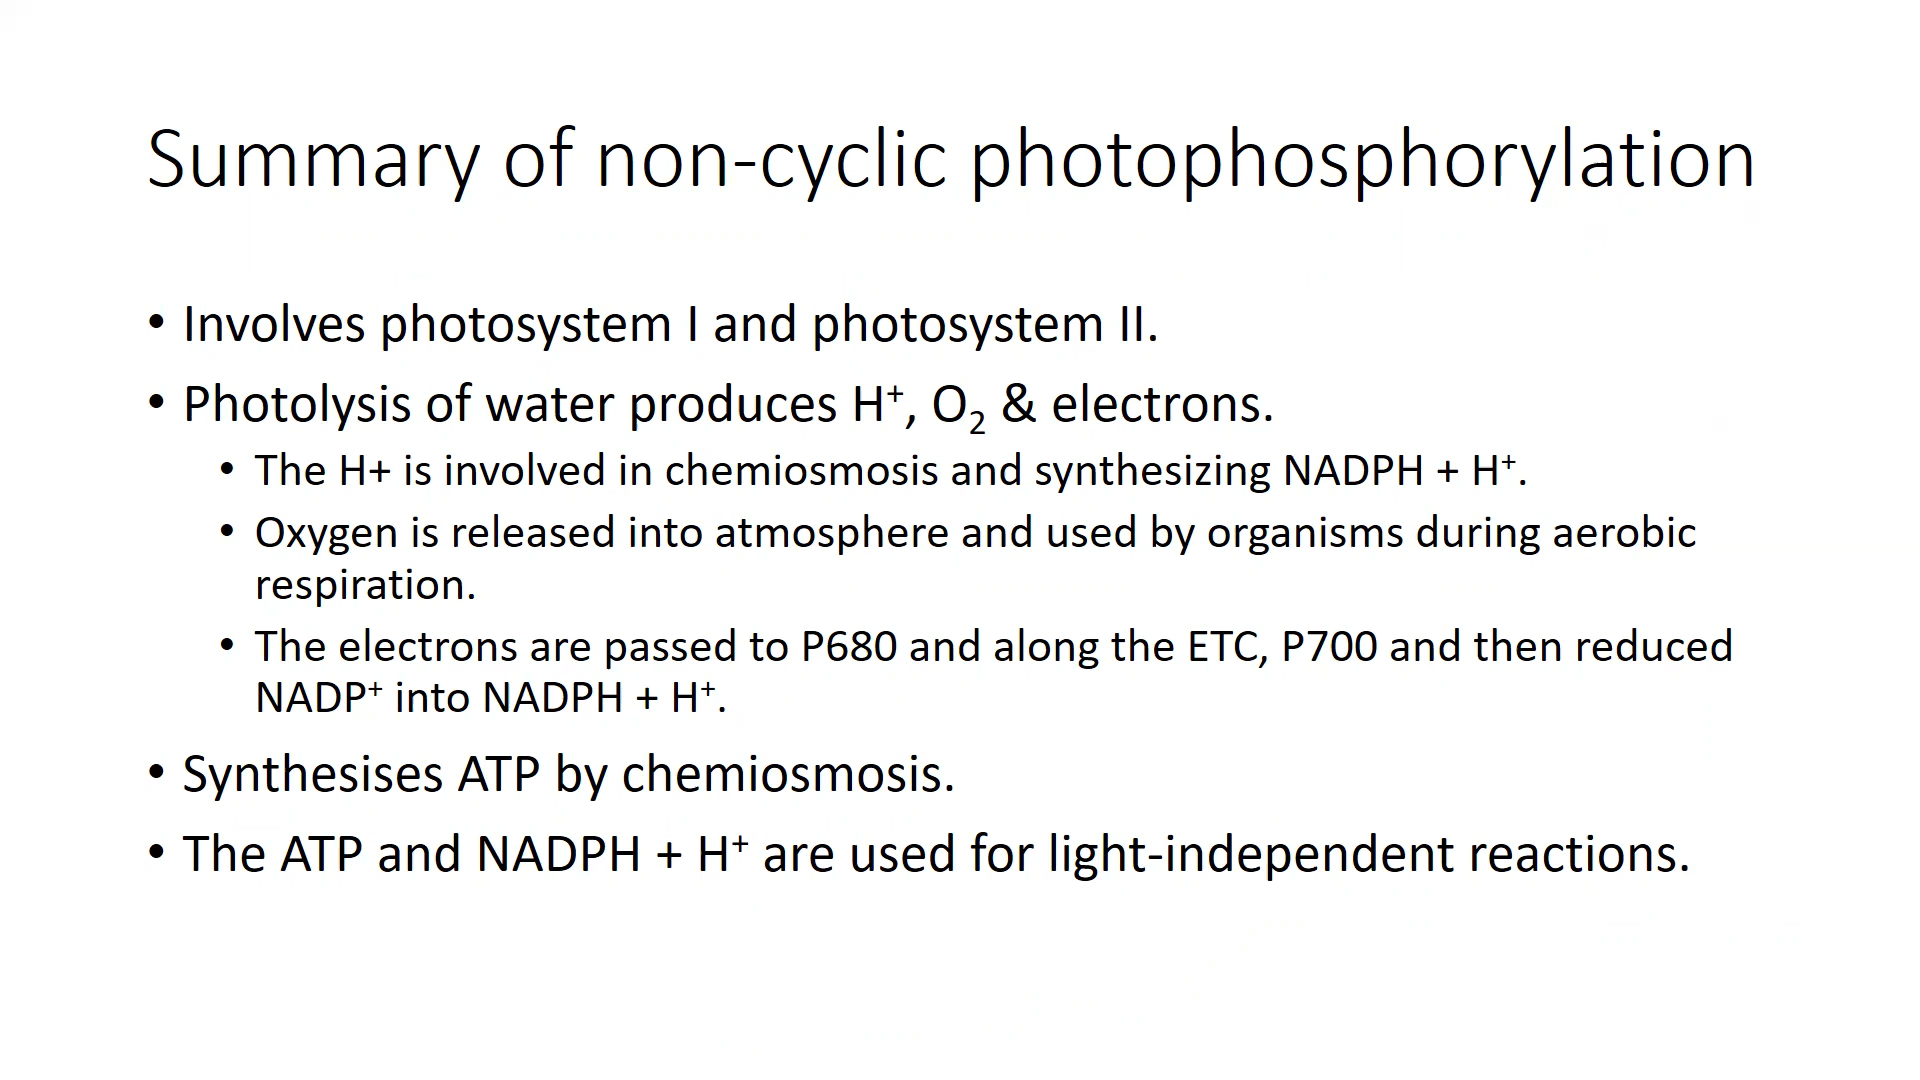 Summary of non-cyclic photophosphorylation
• Involves photosystem I and photosystem II.
• Photolysis of water produces H⁺, O₂ & electrons.
• The H+ is involved in chemiosmosis and synthesizing NADPH + H⁺.
• Oxygen is released into atmosphere and used by organisms during aerobic
respiration.
• The electrons are passed to P680 and along the ETC, P700 and then reduced
NADP⁺ into NADPH + H⁺.
• Synthesises ATP by chemiosmosis.
• The ATP and NADPH + H⁺ are used for light-independent reactions.